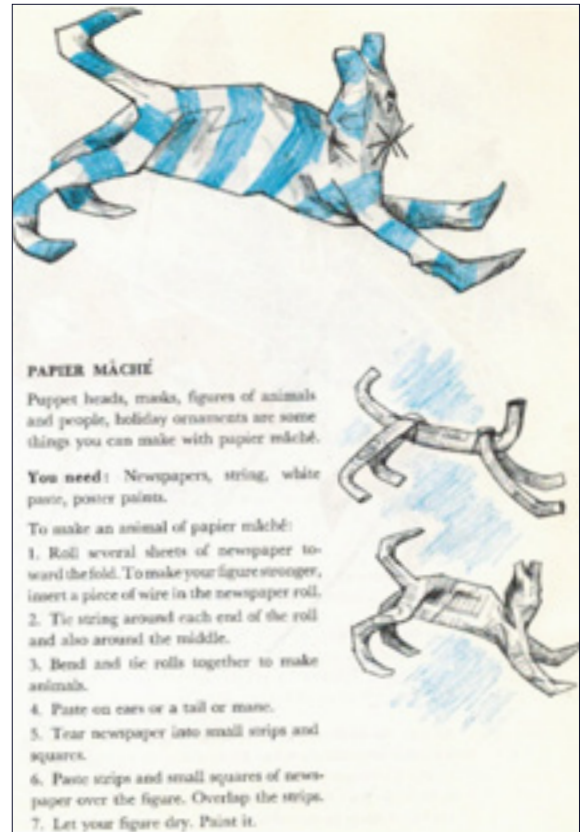 PAPIER MÂCHÉ
Puppet heads, masks, figures of animals
and people, holiday ornaments are some
things you can make with papier mâché.
You need: Newspapers, string, white
paste, poster paints.
To make an animal of papier mâché:
1. Roll several sheets of newspaper to-
ward the fold. To make your figure stronger,
insert a piece of wire in the newspaper roll.
2. Tie string around each end of the roll
and also around the middle.
3. Bend and tie rolls together to make
animals.
4. Paste on ears or a tail or mane.
5. Tear newspaper into small strips and
squares.
6. Paste strips and small squares of news-
paper over the figure. Overlap the strips.
7. Let your figure dry. Paint it.